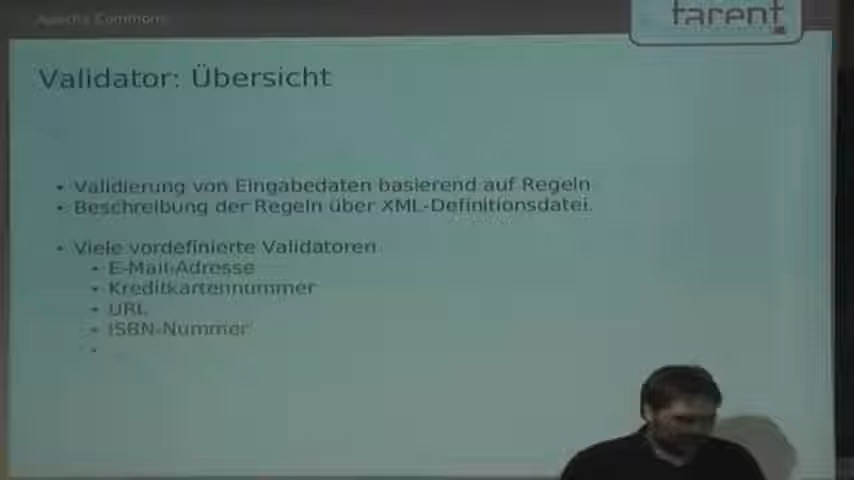 Apache Commons
tarent
Validator: Übersicht
• Validierung von Eingabedaten basierend auf Regeln
• Beschreibung der Regeln über XML-Definitionsdatei.
• Viele vordefinierte Validatoren
• E-Mail-Adresse
• Kreditkartennummer
• URL
• ISBN-Nummer